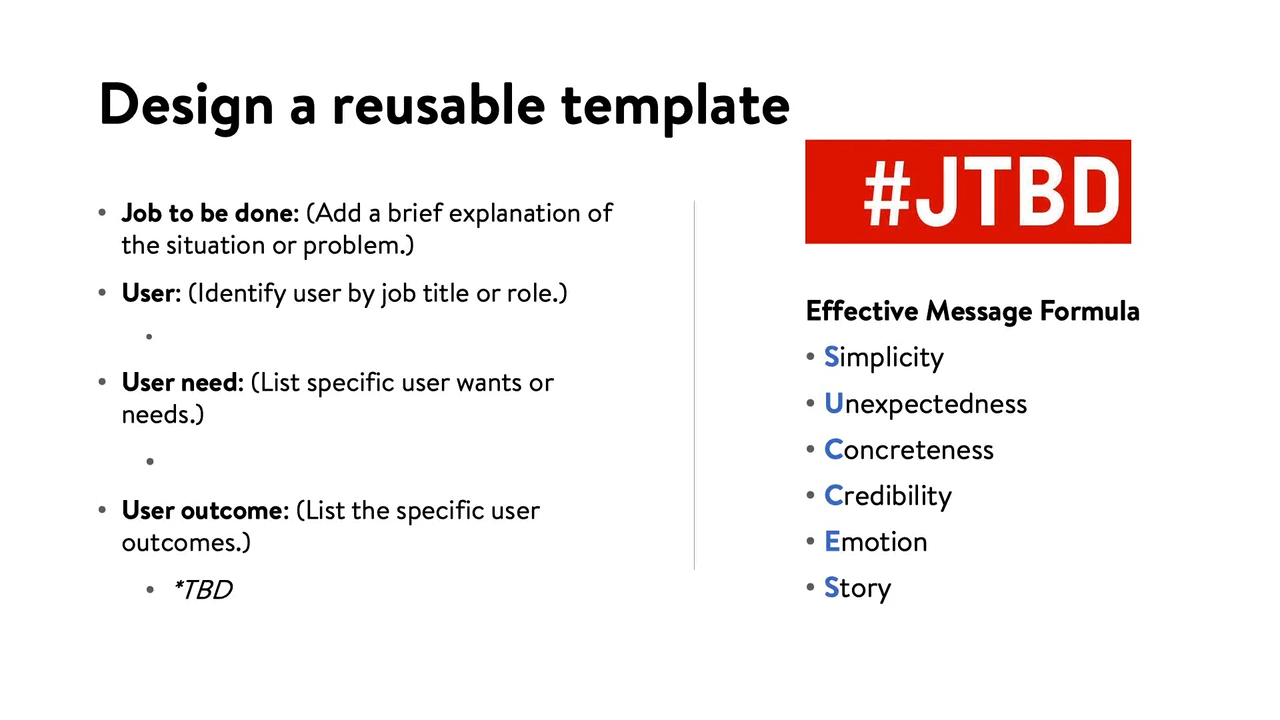 Design a reusable template
• Job to be done: (Add a brief explanation of
the situation or problem.)
• User: (Identify user by job title or role.)
•
• User need: (List specific user wants or
needs.)
•
• User outcome: (List the specific user
outcomes.)
• *TBD
#JTBD
Effective Message Formula
• Simplicity
• Unexpectedness
• Concreteness
• Credibility
• Emotion
• Story